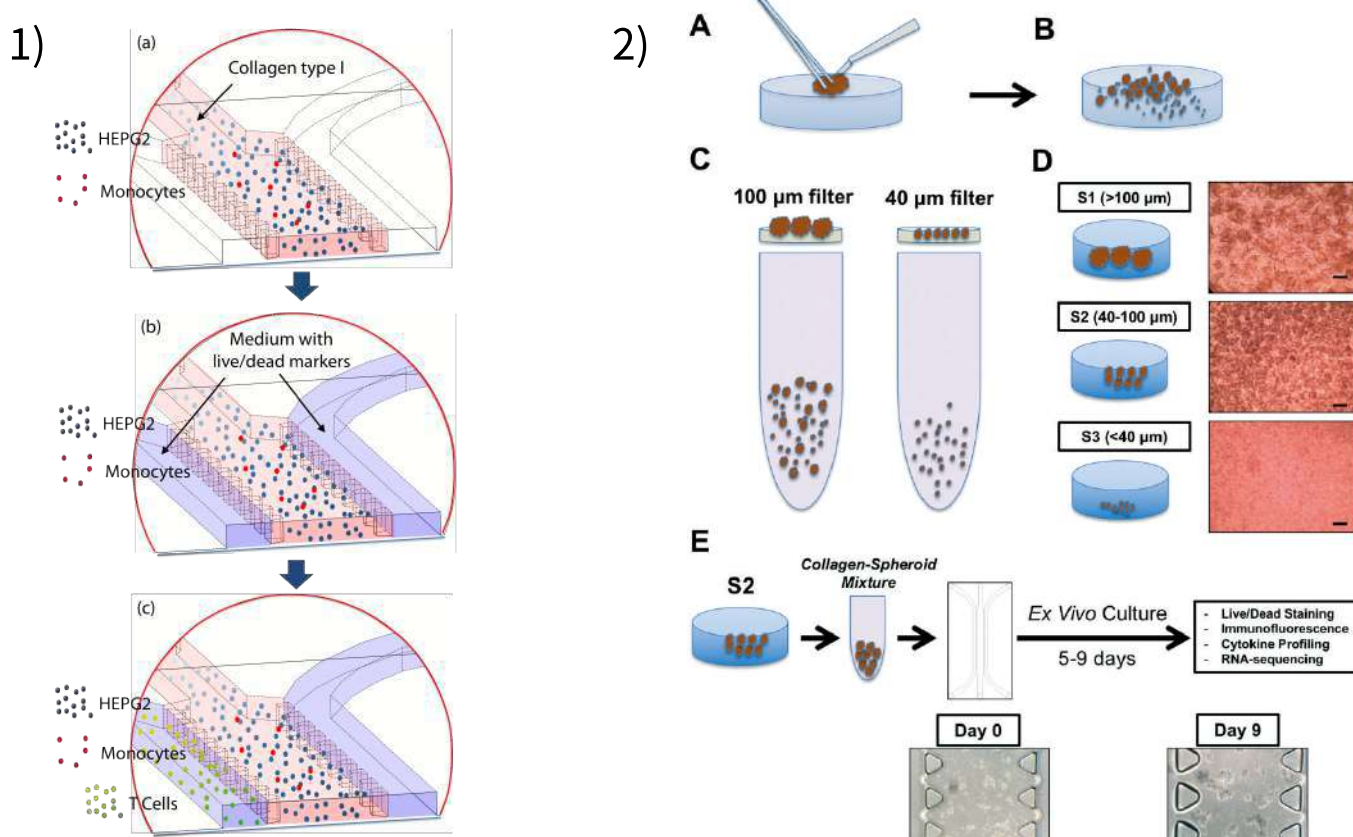 1)
(a)
Collagen type I
HEPG2
Monocytes
(b)
Medium with
live/dead markers
HEPG2
Monocytes
(c)
HEPG2
Monocytes
T Cells
2)
A
B
C
100 µm filter
40 µm filter
D
S1 (>100 µm)
S2 (40-100 µm)
S3 (<40 µm)
E
S2
Collagen-Spheroid
Mixture
Ex Vivo Culture
5-9 days
- Live/Dead Staining
- Immunofluorescence
- Cytokine Profiling
- RNA-sequencing
Day 0
Day 9